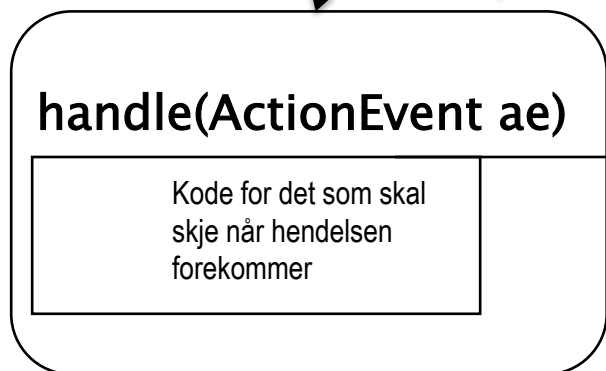 handle(ActionEvent ae)
Kode for det som skal
skje når hendelsen
forekommer